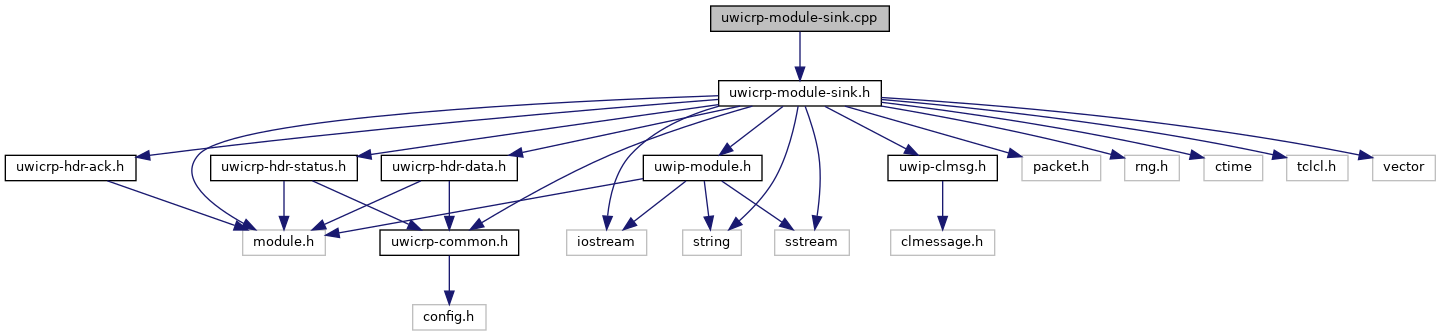 uwicrp-module-sink.cpp
uwicrp-module-sink.h
uwicrp-hdr-ack.h
uwicrp-hdr-status.h
uwicrp-hdr-data.h
uwip-module.h
uwip-clmsg.h
packet.h
rng.h
ctime
tclcl.h
vector
module.h
uwicrp-common.h
iostream
string
sstream
clmessage.h
config.h